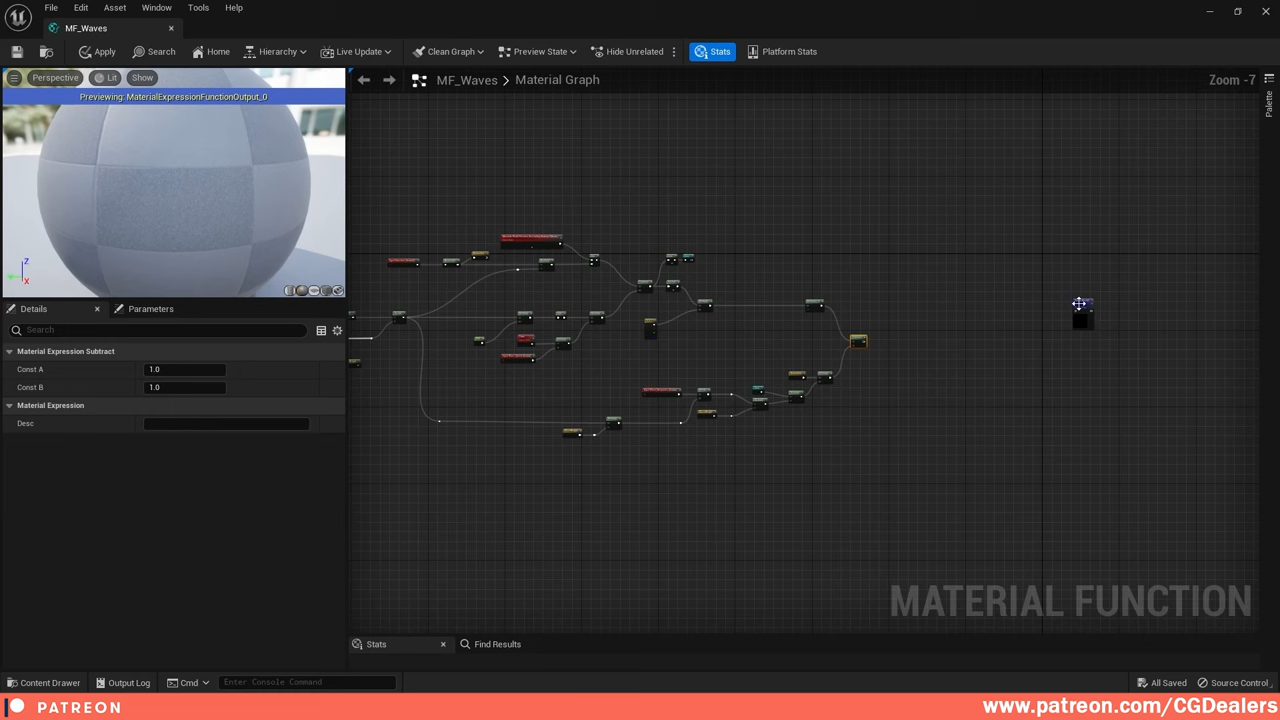 File Edit Asset Window Tools Help
MF_Waves
Apply Search Home Hierarchy Live Update Clean Graph Preview State Hide Unrelated Stats Platform Stats
Perspective Lit Show
MF_Waves > Material Graph
Zoom -7
Palette
Previewing: MaterialExpressionFunctionOutput_0
Z
X
Details Parameters
Search
Material Expression Subtract
Const A 1.0
Const B 1.0
Material Expression
Desc
MATERIAL FUNCTION
Stats Find Results
Content Drawer Output Log Cmd Enter Console Command All Saved Source Control
PATREON www.patreon.com/CGDealers